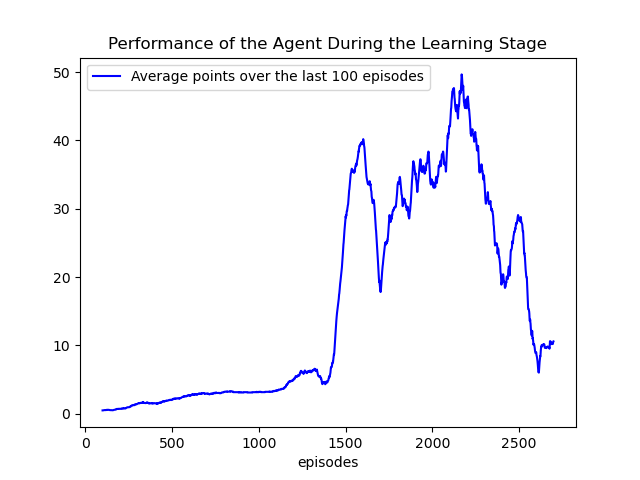 Performance of the Agent During the Learning Stage
Average points over the last 100 episodes
50
40
30
20
10
0
0 500 1000 1500 2000 2500
episodes